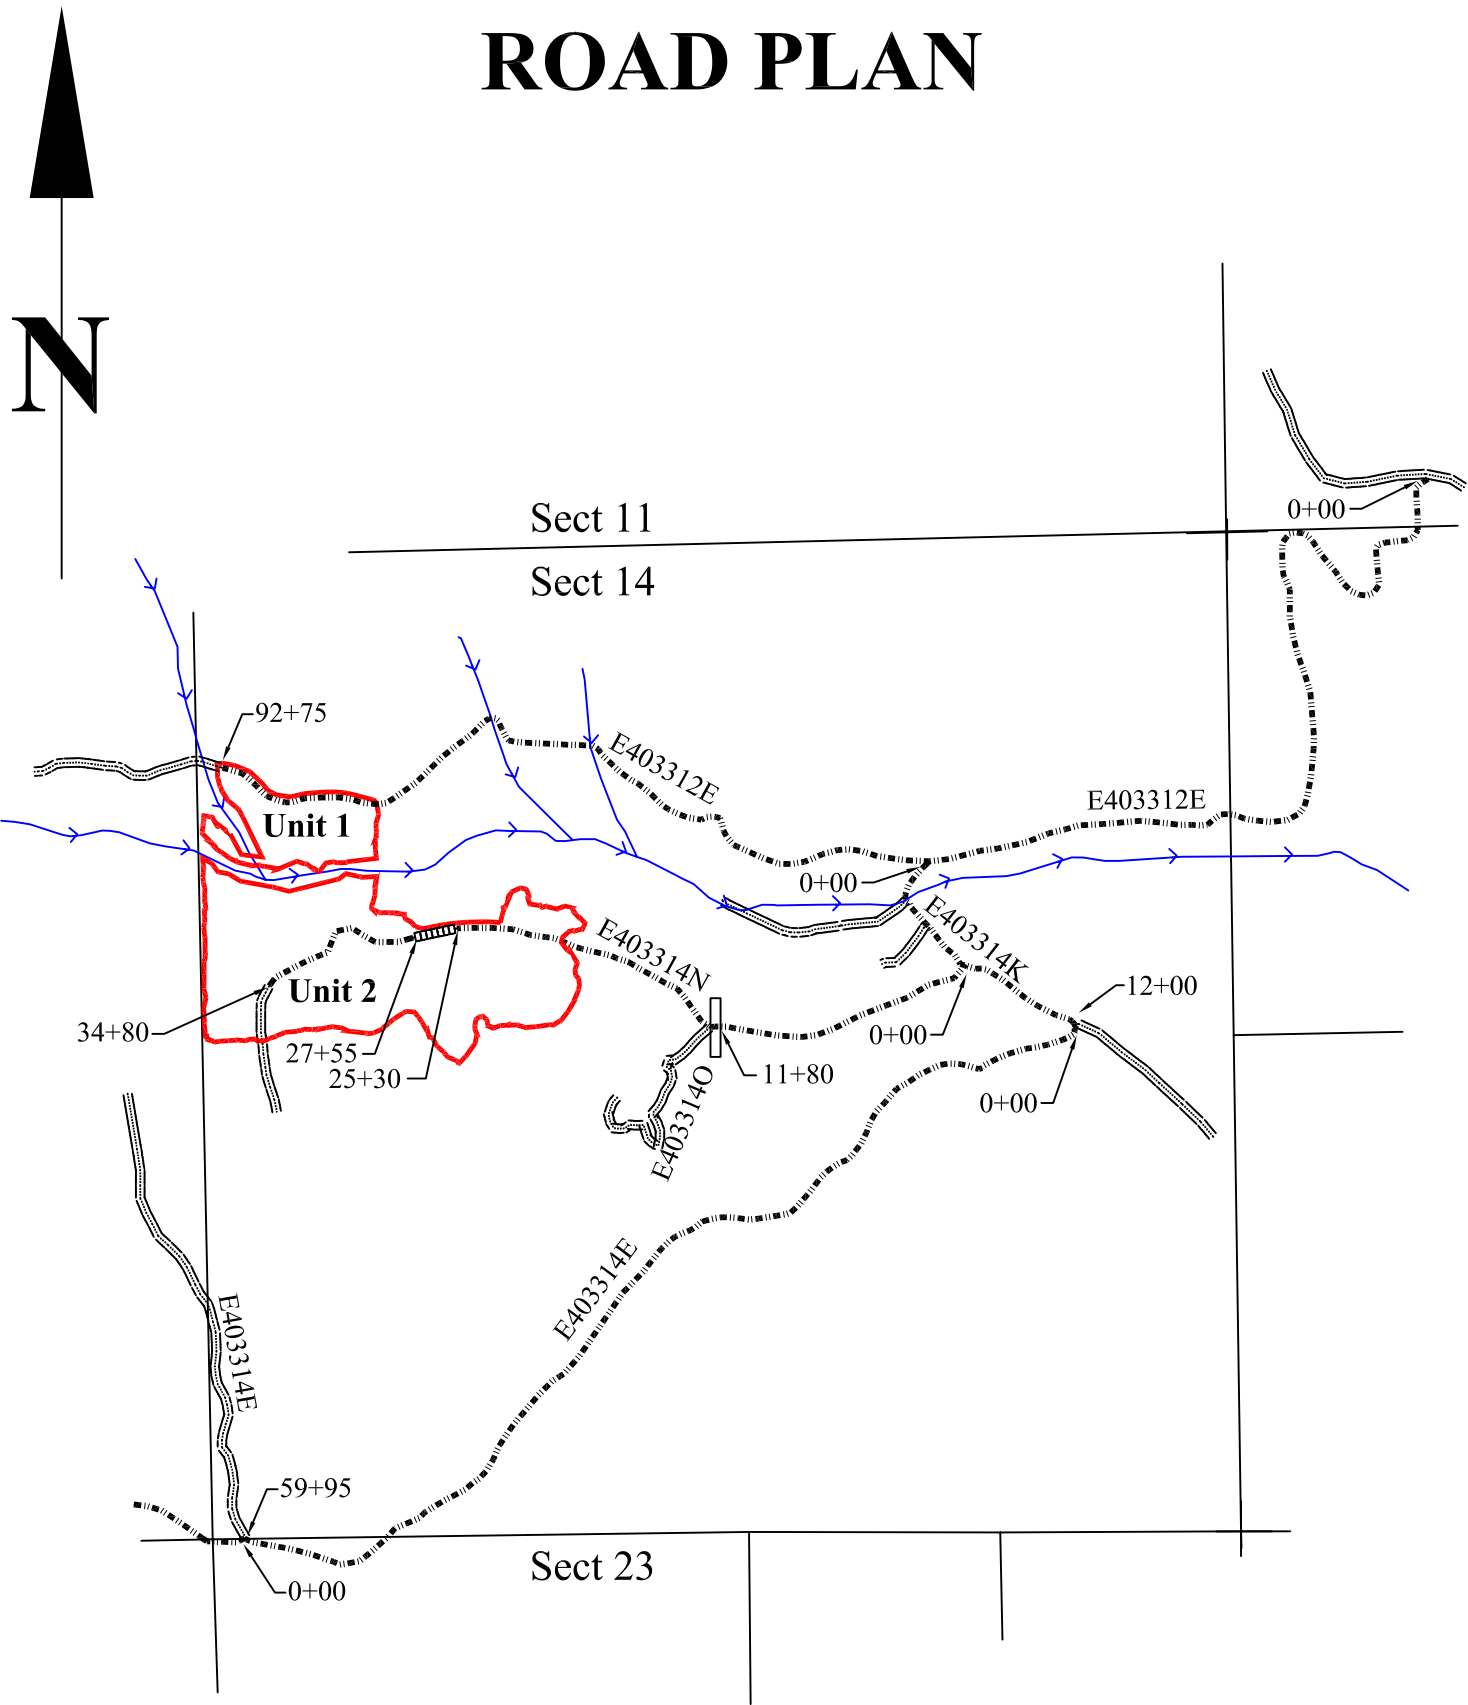 ROAD PLAN
N
Sect 11
0+00
Sect 14
92+75
E403312E
E403312E
Unit 1
0+00
E403314K
E403314N
Unit 2
12+00
34+80
0+00
27+55
25+30
11+80
E403314O
0+00
E403314E
E403314E
59+95
Sect 23
0+00